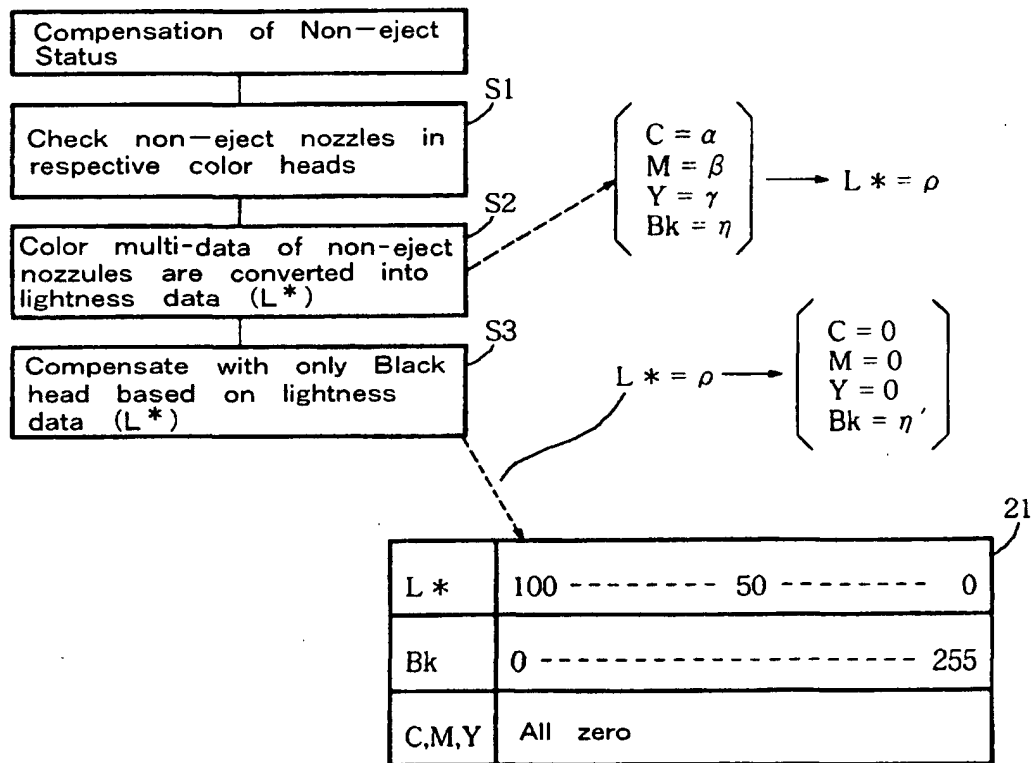 Compensation of Non-eject
Status
S1
Check non-eject nozzles in
respective color heads
S2
Color multi-data of non-eject
nozzules are converted into
lightness data (L*)
S3
Compensate with only Black
head based on lightness
data (L*)
C = α
M = β
Y = γ
Bk = η
L * = ρ
L * = ρ
C = 0
M = 0
Y = 0
Bk = η′
21
L * 100 -------- 50 -------- 0
Bk 0 -------------------- 255
C,M,Y All zero